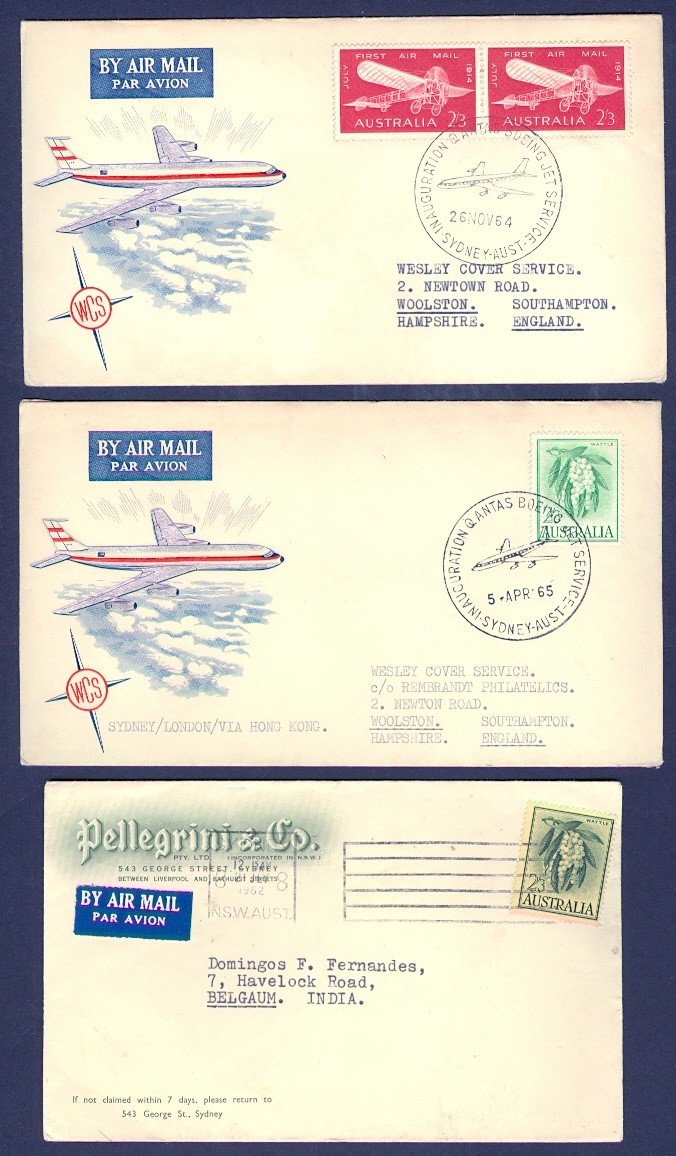 BY AIR MAIL
PAR AVION
JULY FIRST AIR MAIL 1914
AUSTRALIA 2'3
JULY FIRST AIR MAIL 1914
AUSTRALIA 2'3
INAUGURATION QANTAS BOEING JET SERVICE
26 NOV 64
·SYDNEY-AUST·
WCS
WESLEY COVER SERVICE.
2. NEWTOWN ROAD.
WOOLSTON. SOUTHAMPTON.
HAMPSHIRE. ENGLAND.
BY AIR MAIL
PAR AVION
WATTLE
AUSTRALIA
INAUGURATION QANTAS BOEING JET SERVICE
5-APR'65
·SYDNEY-AUST·
WCS
SYDNEY/LONDON/VIA HONG KONG.
WESLEY COVER SERVICE.
c/o REMBRANDT PHILATELICS.
2. NEWTON ROAD.
WOOLSTON. SOUTHAMPTON.
HAMPSHIRE. ENGLAND.
Pellegrini & Co.
PTY. LTD. (INCORPORATED IN N.S.W.)
543 GEORGE STREET, SYDNEY
BETWEEN LIVERPOOL AND BATHURST STREETS
1962
N.S.W. AUST.
BY AIR MAIL
PAR AVION
WATTLE
2'3
AUSTRALIA
Domingos F. Fernandes,
7, Havelock Road,
BELGAUM. INDIA.
If not claimed within 7 days, please return to
543 George St., Sydney